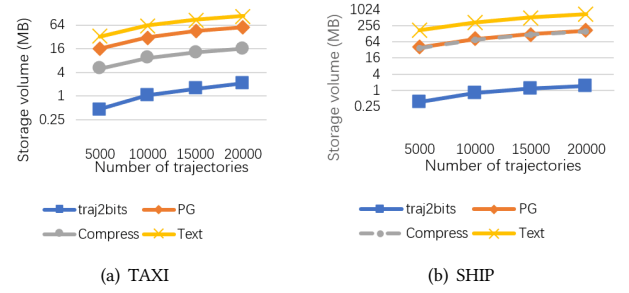 Storage volume (MB)
64
16
4
1
0.25
5000 10000 15000 20000
Number of trajectories
traj2bits PG
Compress Text
(a) TAXI
Storage volume (MB)
1024
256
64
16
4
1
0.25
5000 10000 15000 20000
Number of trajectories
traj2bits PG
Compress Text
(b) SHIP